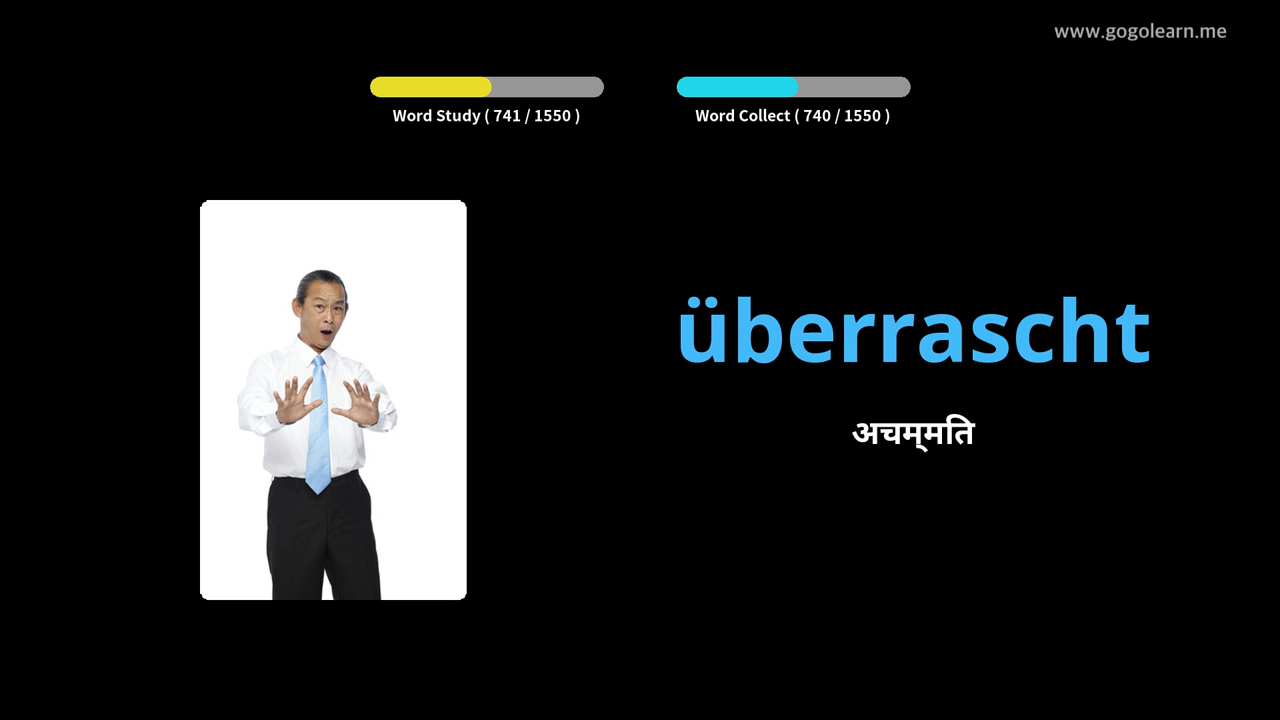 www.gogolearn.me
Word Study ( 741 / 1550 )
Word Collect ( 740 / 1550 )
überrascht
अचम्‌मति